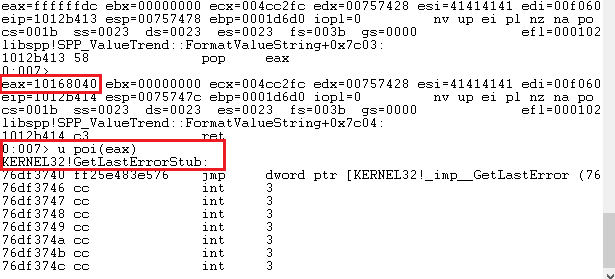 eax=ffffffdc ebx=00000000 ecx=004cc2fc edx=00757428 esi=41414141 edi=00f060
eip=1012b413 esp=00757478 ebp=0001d6d0 iopl=0         nv up ei pl nz na po
cs=001b  ss=0023  ds=0023  es=0023  fs=003b  gs=0000             efl=000102
libspp!SPP_ValueTrend::FormatValueString+0x7c03:
1012b413 58              pop     eax
0:007>
eax=10168040 ebx=00000000 ecx=004cc2fc edx=00757428 esi=41414141 edi=00f060
eip=1012b414 esp=0075747c ebp=0001d6d0 iopl=0         nv up ei pl nz na po
cs=001b  ss=0023  ds=0023  es=0023  fs=003b  gs=0000             efl=000102
libspp!SPP_ValueTrend::FormatValueString+0x7c04:
1012b414 c3              ret
0:007> u poi(eax)
KERNEL32!GetLastErrorStub:
76df3740 ff25e483e576    jmp     dword ptr [KERNEL32!_imp__GetLastError (76
76df3746 cc              int     3
76df3747 cc              int     3
76df3748 cc              int     3
76df3749 cc              int     3
76df374a cc              int     3
76df374b cc              int     3
76df374c cc              int     3